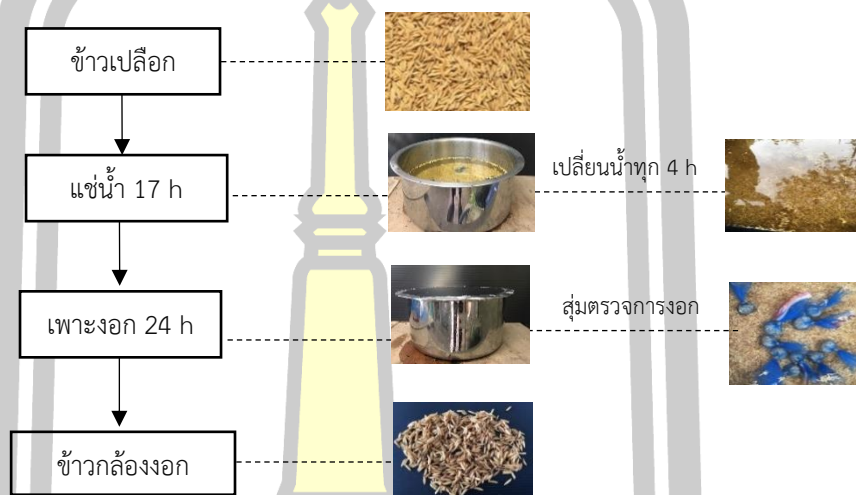 ข้าวเปลือก
แช่น้ำ 17 h
เปลี่ยนน้ำทุก 4 h
เพาะงอก 24 h
สุ่มตรวจการงอก
ข้าวกล้องงอก